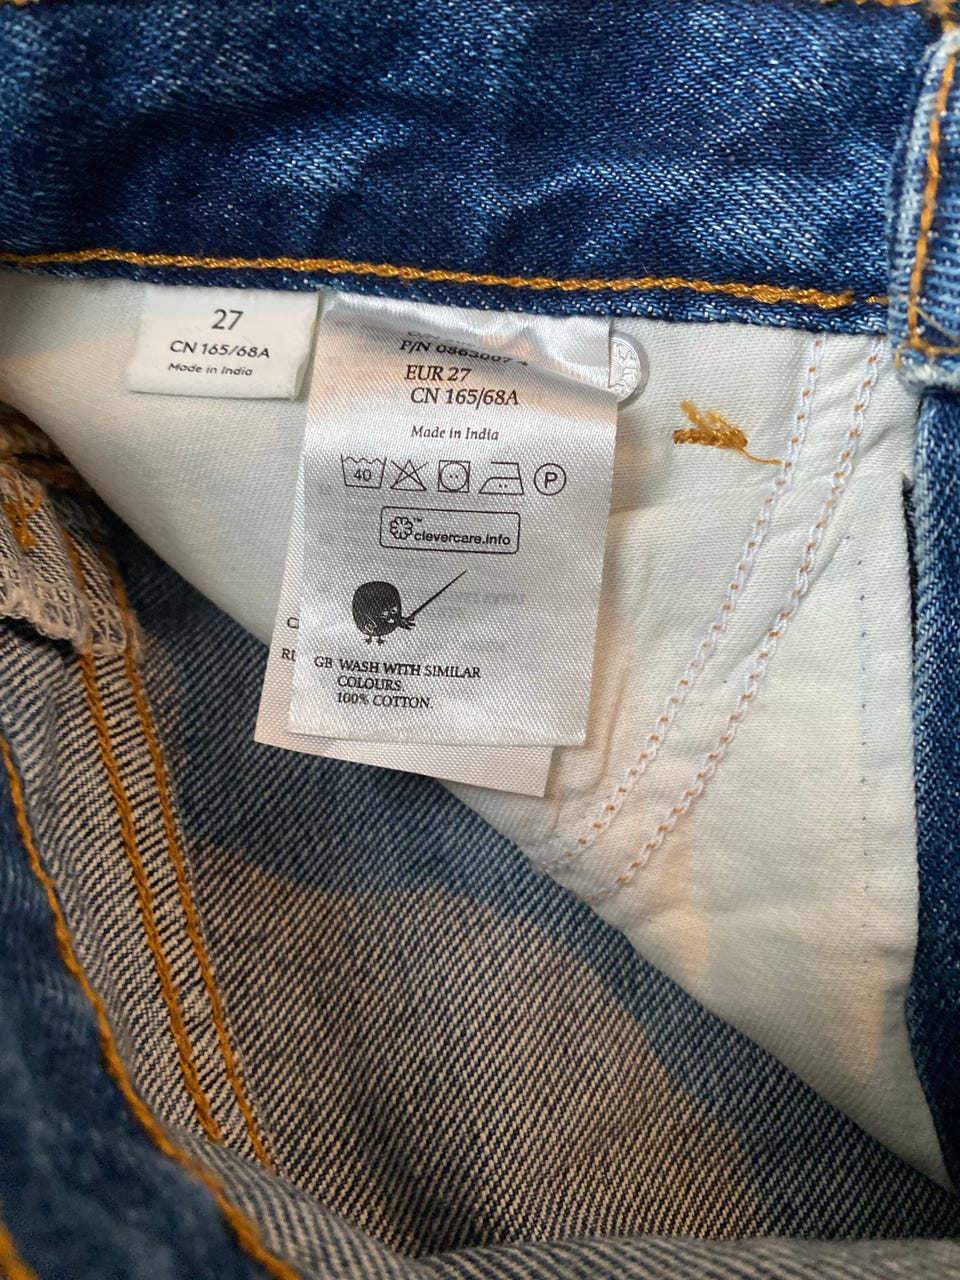 27
CN 165/68A
Made in India
P/N
EUR 27
CN 165/68A
Made in India
40
P
™
clevercare.info
GB WASH WITH SIMILAR
COLOURS.
100% COTTON.